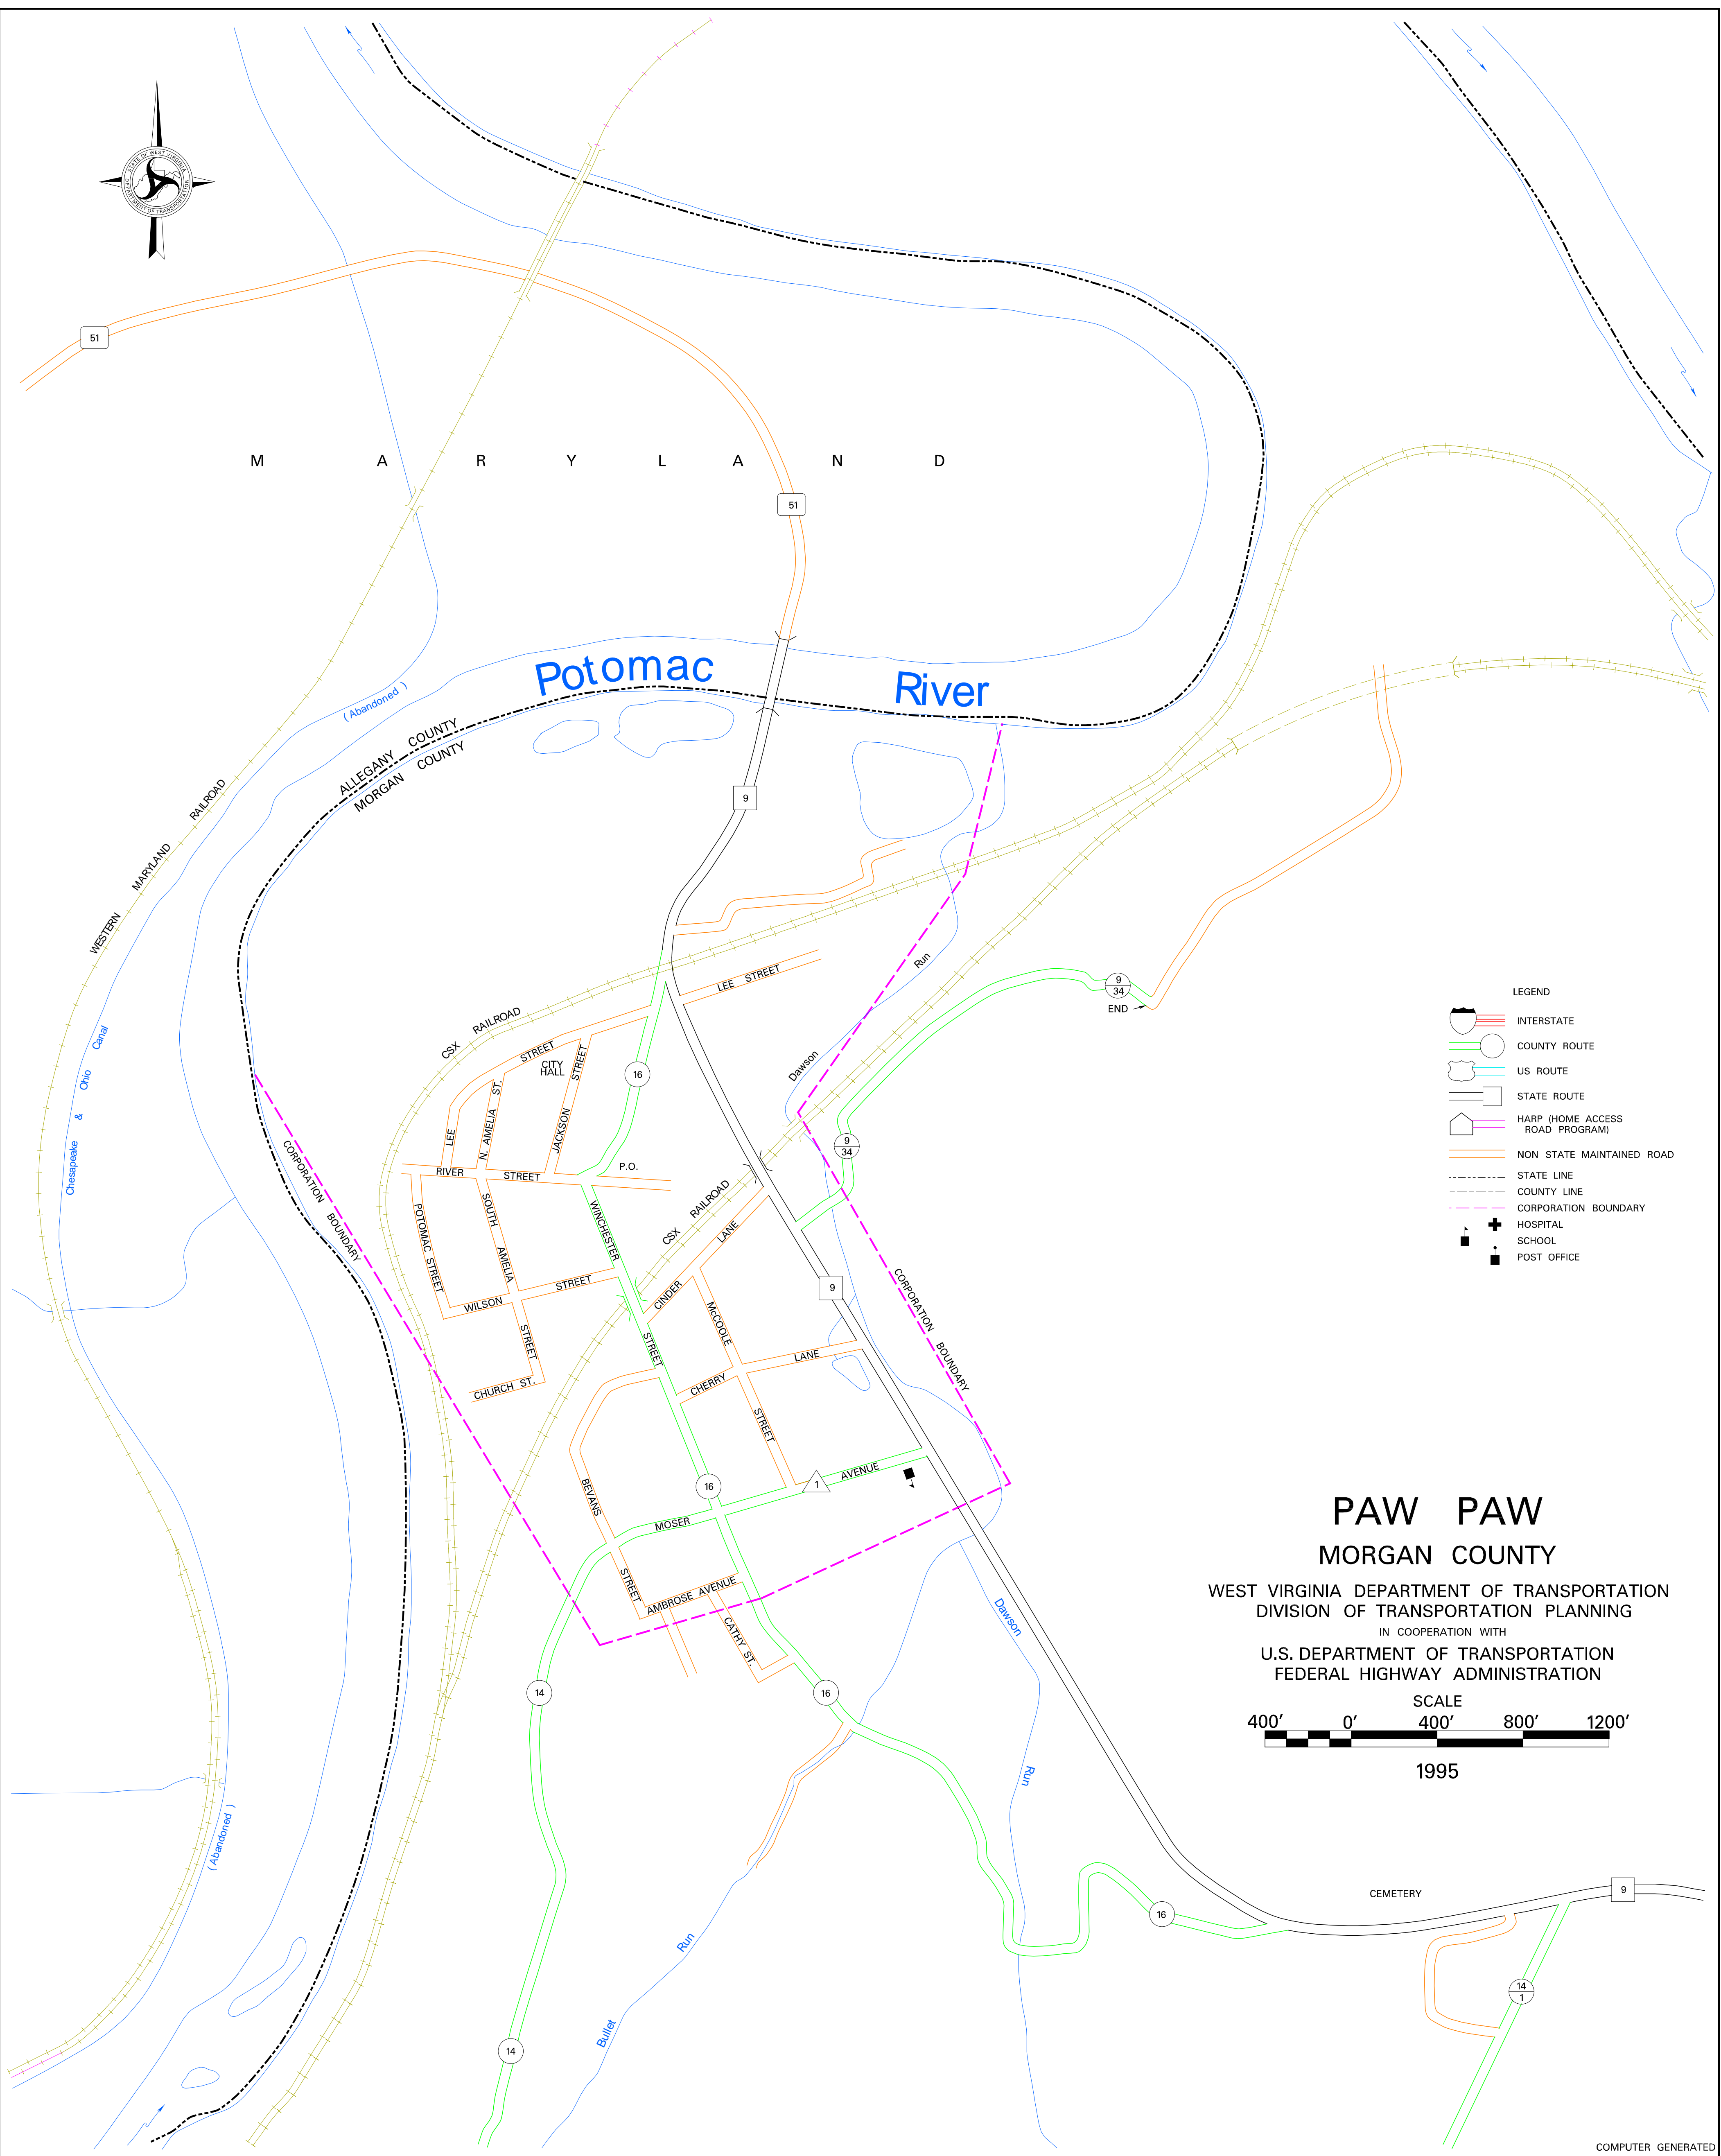 STATE OF WEST VIRGINIA
DEPARTMENT OF TRANSPORTATION
51
M A R Y L A N D
51
Potomac River
(Abandoned)
ALLEGANY COUNTY
MORGAN COUNTY
9
WESTERN MARYLAND RAILROAD
Chesapeake & Ohio Canal
LEE STREET
Run
Dawson
9
34
END
CSX RAILROAD
LEE STREET
CITY
HALL
N. AMELIA ST.
JACKSON STREET
16
9
34
RIVER STREET
P.O.
CORPORATION BOUNDARY
POTOMAC STREET
SOUTH AMELIA STREET
WINCHESTER STREET
CSX RAILROAD
CINDER LANE
WILSON STREET
McCOOLE STREET
9
CORPORATION BOUNDARY
CHURCH ST.
CHERRY LANE
BEVANS STREET
16
1
MOSER AVENUE
AMBROSE AVENUE
CATHY ST.
14
16
Dawson
Run
(Abandoned)
Run
Bullet
14
16
CEMETERY
9
14
1
LEGEND
INTERSTATE
COUNTY ROUTE
US ROUTE
STATE ROUTE
HARP (HOME ACCESS
ROAD PROGRAM)
NON STATE MAINTAINED ROAD
STATE LINE
COUNTY LINE
CORPORATION BOUNDARY
HOSPITAL
SCHOOL
POST OFFICE
PAW PAW
MORGAN COUNTY
WEST VIRGINIA DEPARTMENT OF TRANSPORTATION
DIVISION OF TRANSPORTATION PLANNING
IN COOPERATION WITH
U.S. DEPARTMENT OF TRANSPORTATION
FEDERAL HIGHWAY ADMINISTRATION
SCALE
400' 0' 400' 800' 1200'
1995
COMPUTER GENERATED